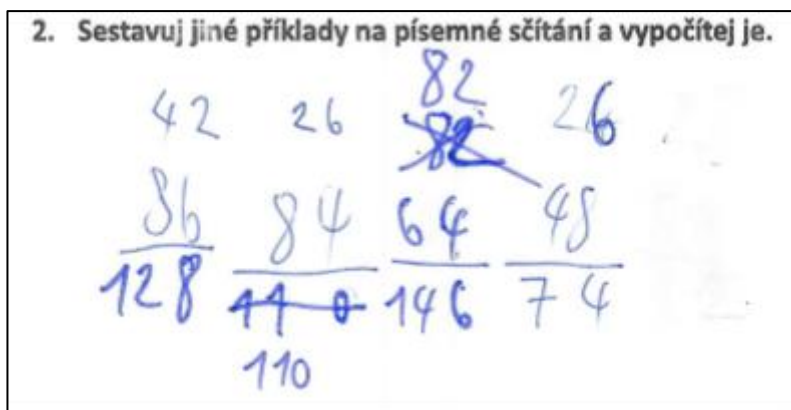 2. Sestavuj jiné příklady na písemné sčítání a vypočítej je.
82
42 26 82 26
86 84 64 48
128 110 146 74
110